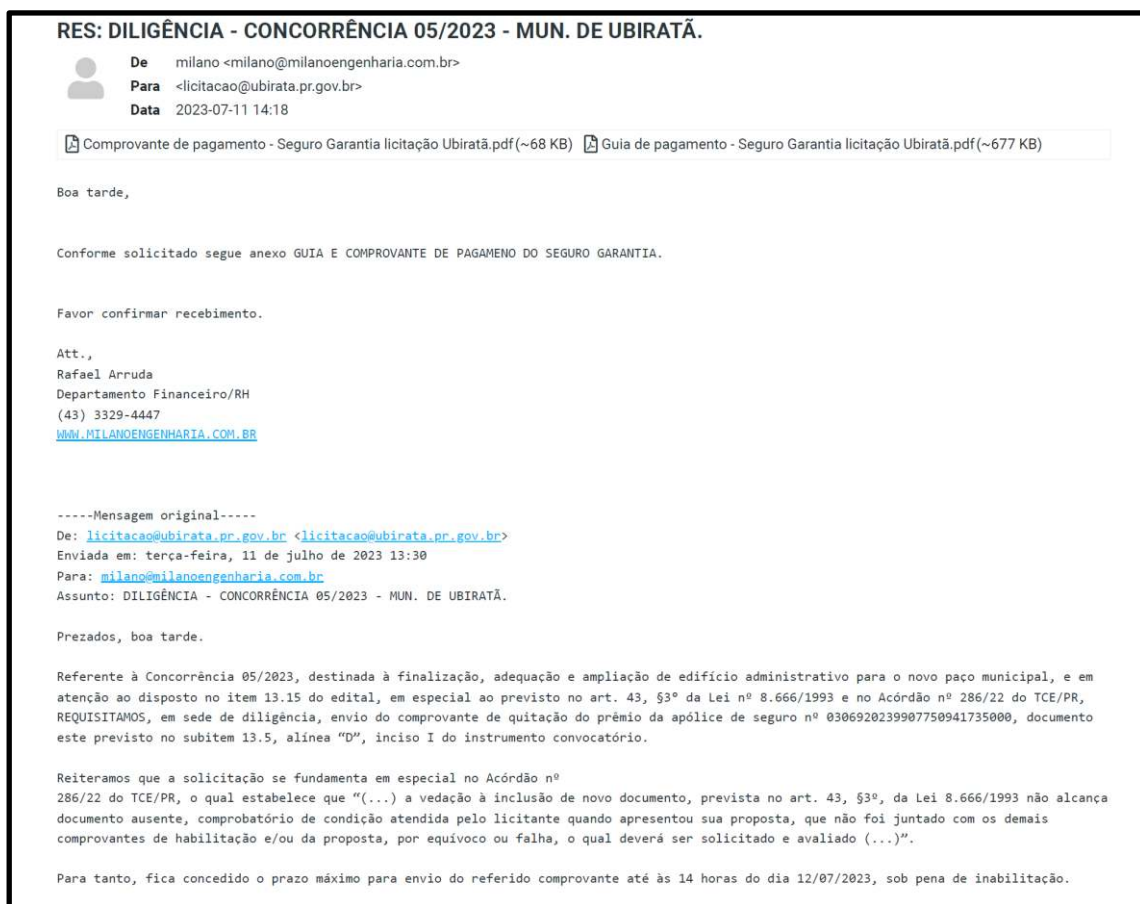 RES: DILIGÊNCIA - CONCORRÊNCIA 05/2023 - MUN. DE UBIRATÃ.
De milano <milano@milanoengenharia.com.br>
Para <licitacao@ubirata.pr.gov.br>
Data 2023-07-11 14:18
Comprovante de pagamento - Seguro Garantia licitação Ubiratã.pdf(~68 KB) Guia de pagamento - Seguro Garantia licitação Ubiratã.pdf(~677 KB)
Boa tarde,
Conforme solicitado segue anexo GUIA E COMPROVANTE DE PAGAMENO DO SEGURO GARANTIA.
Favor confirmar recebimento.
Att.,
Rafael Arruda
Departamento Financeiro/RH
(43) 3329-4447
WWW.MILANOENGENHARIA.COM.BR
-----Mensagem original-----
De: licitacao@ubirata.pr.gov.br <licitacao@ubirata.pr.gov.br>
Enviada em: terça-feira, 11 de julho de 2023 13:30
Para: milano@milanoengenharia.com.br
Assunto: DILIGÊNCIA - CONCORRÊNCIA 05/2023 - MUN. DE UBIRATÃ.
Prezados, boa tarde.
Referente à Concorrência 05/2023, destinada à finalização, adequação e ampliação de edifício administrativo para o novo paço municipal, e em
atenção ao disposto no item 13.15 do edital, em especial ao previsto no art. 43, §3° da Lei nº 8.666/1993 e no Acórdão nº 286/22 do TCE/PR,
REQUISITAMOS, em sede de diligência, envio do comprovante de quitação do prêmio da apólice de seguro nº 0306920239907750941735000, documento
este previsto no subitem 13.5, alínea “D”, inciso I do instrumento convocatório.
Reiteramos que a solicitação se fundamenta em especial no Acórdão nº
286/22 do TCE/PR, o qual estabelece que “(...) a vedação à inclusão de novo documento, prevista no art. 43, §3º, da Lei 8.666/1993 não alcança
documento ausente, comprobatório de condição atendida pelo licitante quando apresentou sua proposta, que não foi juntado com os demais
comprovantes de habilitação e/ou da proposta, por equívoco ou falha, o qual deverá ser solicitado e avaliado (...)”.
Para tanto, fica concedido o prazo máximo para envio do referido comprovante até às 14 horas do dia 12/07/2023, sob pena de inabilitação.